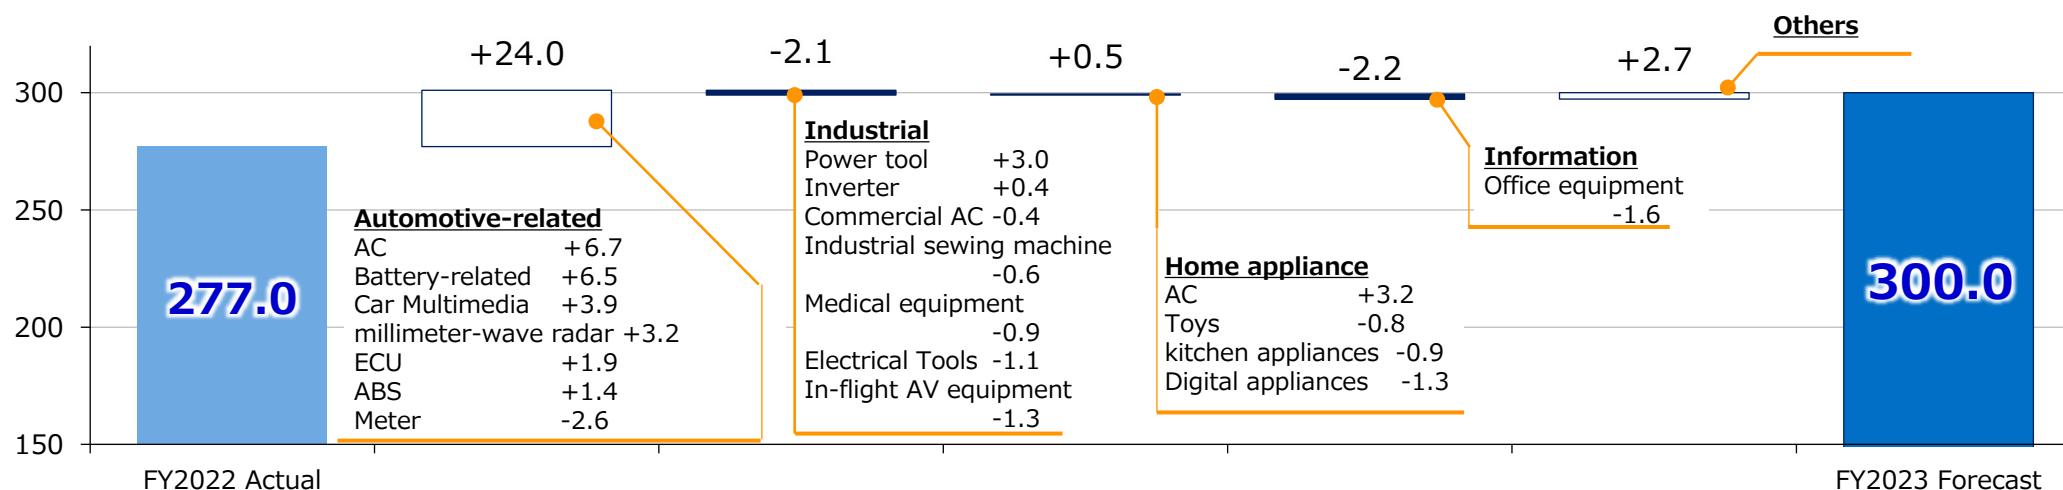 Others
+24.0
-2.1
+0.5
-2.2
+2.7
300
250
200
150
277.0
Automotive-related
AC +6.7
Battery-related +6.5
Car Multimedia +3.9
millimeter-wave radar +3.2
ECU +1.9
ABS +1.4
Meter -2.6
Industrial
Power tool +3.0
Inverter +0.4
Commercial AC -0.4
Industrial sewing machine
-0.6
Medical equipment
-0.9
Electrical Tools -1.1
In-flight AV equipment
-1.3
Home appliance
AC +3.2
Toys -0.8
kitchen appliances -0.9
Digital appliances -1.3
Information
Office equipment
-1.6
300.0
FY2022 Actual
FY2023 Forecast